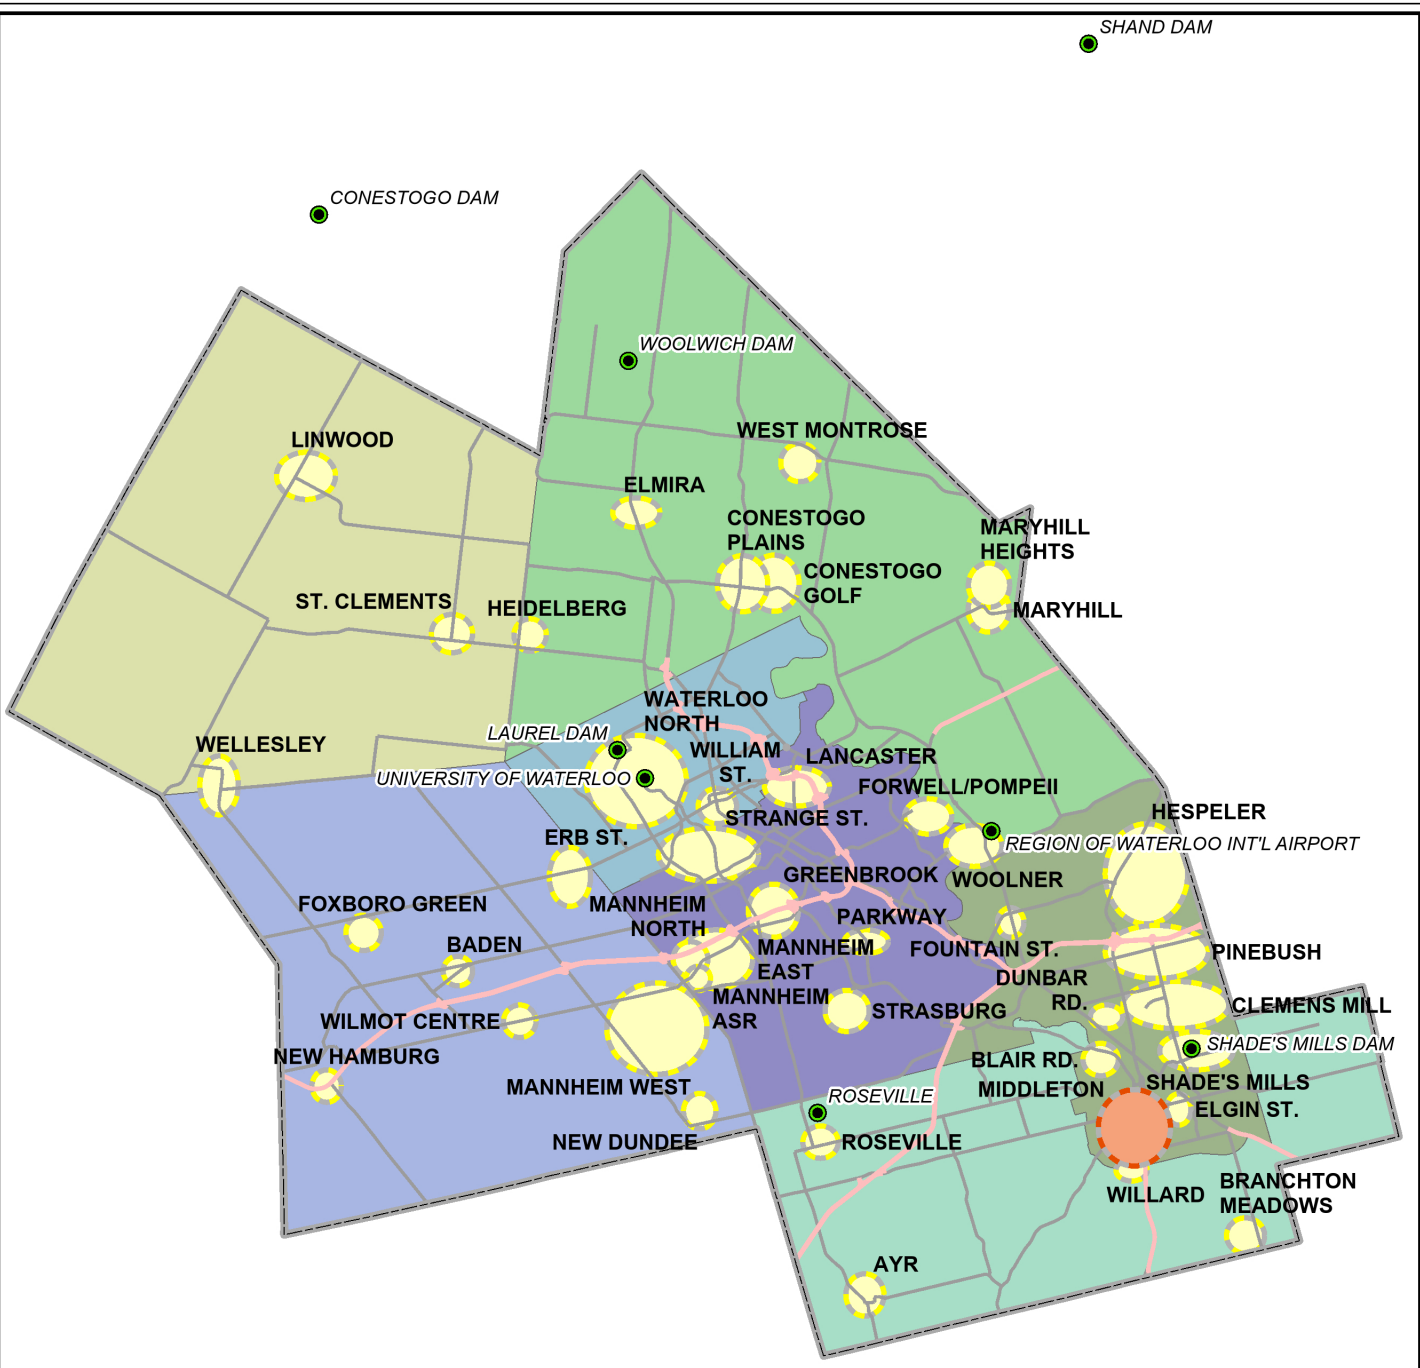 SHAND DAM
CONESTOGO DAM
WOOLWICH DAM
WEST MONTROSE
LINWOOD
ELMIRA
CONESTOGO
PLAINS
MARYHILL
HEIGHTS
CONESTOGO
GOLF
ST. CLEMENTS
HEIDELBERG
MARYHILL
WATERLOO
NORTH
LAUREL DAM
WELLESLEY
WILLIAM
ST.
LANCASTER
UNIVERSITY OF WATERLOO
FORWELL/POMPEII
HESPELER
STRANGE ST.
ERB ST.
REGION OF WATERLOO INT'L AIRPORT
GREENBROOK
WOOLNER
FOXBORO GREEN
MANNHEIM
NORTH
PARKWAY
BADEN
MANNHEIM
EAST
FOUNTAIN ST.
PINEBUSH
DUNBAR
RD.
MANNHEIM
ASR
STRASBURG
CLEMENS MILL
WILMOT CENTRE
SHADE'S MILLS DAM
NEW HAMBURG
BLAIR RD.
MANNHEIM WEST
MIDDLETON
SHADE'S MILLS
ROSEVILLE
ELGIN ST.
NEW DUNDEE
ROSEVILLE
WILLARD
BRANCHTON
MEADOWS
AYR